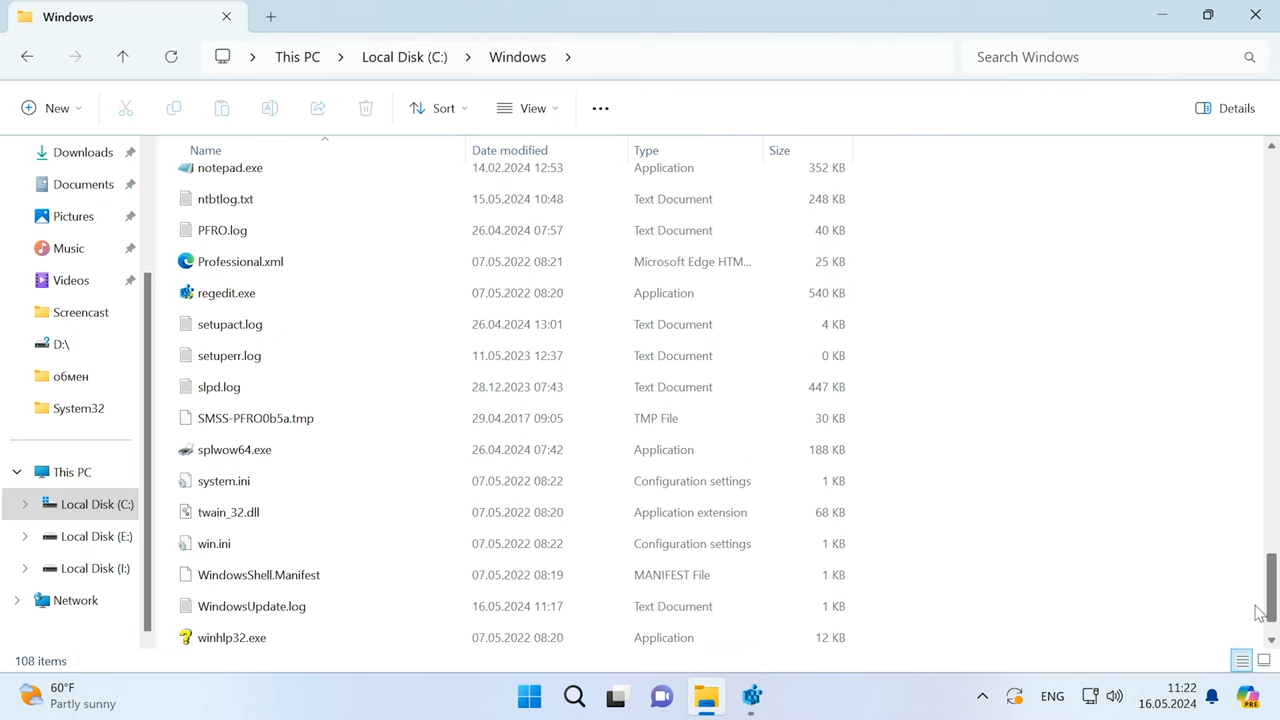 Windows
This PC > Local Disk (C:) > Windows >
Search Windows
New
Sort
View
Details
Name Date modified Type Size
Downloads
Documents
Pictures
Music
Videos
Screencast
D:\
обмен
System32
This PC
Local Disk (C:)
Local Disk (E:)
Local Disk (I:)
Network
notepad.exe 14.02.2024 12:53 Application 352 KB
ntbtlog.txt 15.05.2024 10:48 Text Document 248 KB
PFRO.log 26.04.2024 07:57 Text Document 40 KB
Professional.xml 07.05.2022 08:21 Microsoft Edge HTM... 25 KB
regedit.exe 07.05.2022 08:20 Application 540 KB
setupact.log 26.04.2024 13:01 Text Document 4 KB
setuperr.log 11.05.2023 12:37 Text Document 0 KB
slpd.log 28.12.2023 07:43 Text Document 447 KB
SMSS-PFRO0b5a.tmp 29.04.2017 09:05 TMP File 30 KB
splwow64.exe 26.04.2024 07:42 Application 188 KB
system.ini 07.05.2022 08:22 Configuration settings 1 KB
twain_32.dll 07.05.2022 08:20 Application extension 68 KB
win.ini 07.05.2022 08:22 Configuration settings 1 KB
WindowsShell.Manifest 07.05.2022 08:19 MANIFEST File 1 KB
WindowsUpdate.log 16.05.2024 11:17 Text Document 1 KB
winhlp32.exe 07.05.2022 08:20 Application 12 KB
108 items
60°F
Partly sunny
ENG
11:22
16.05.2024
PRE